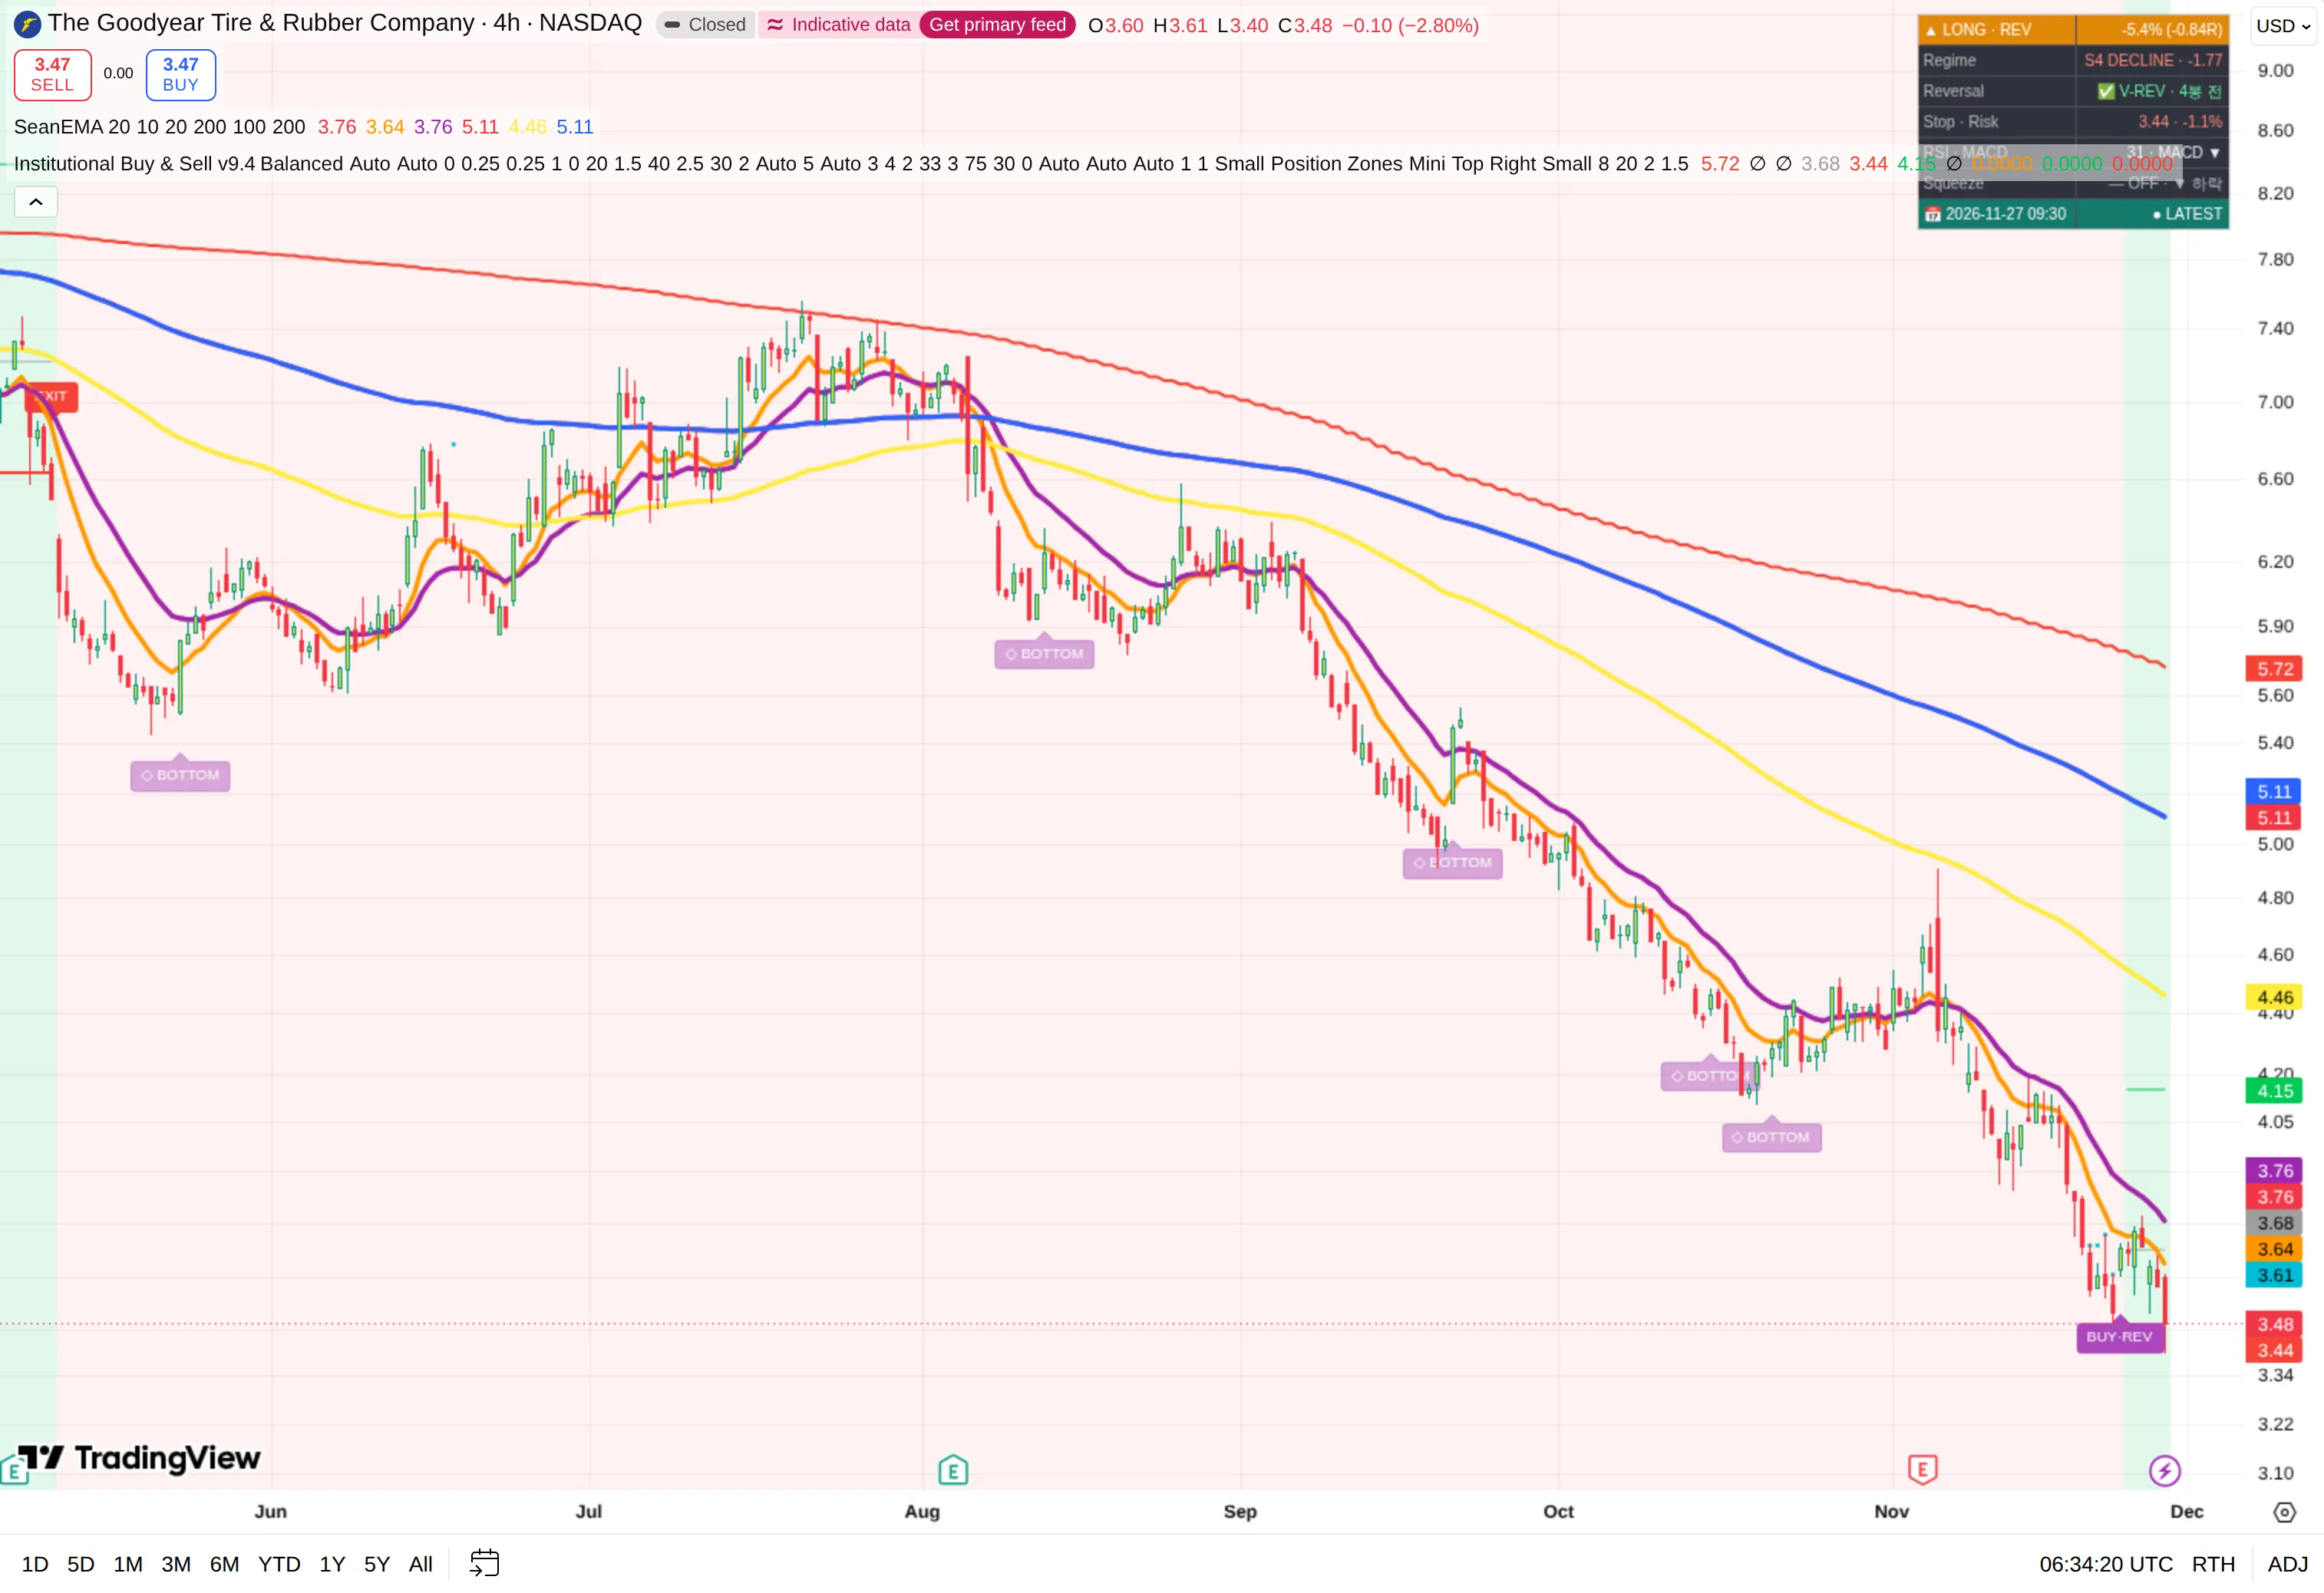 The Goodyear Tire & Rubber Company · 4h · NASDAQ Closed Indicative data Get primary feed O3.60 H3.61 L3.40 C3.48 −0.10 (−2.80%)
3.47 SELL 0.00 3.47 BUY
SeanEMA 20 10 20 200 100 200 3.76 3.64 3.76 5.11 4.46 5.11
Institutional Buy & Sell v9.4 Balanced Auto Auto 0 0.25 0.25 1 0 20 1.5 40 2.5 30 2 Auto 5 Auto 3 4 2 33 3 75 30 0 Auto Auto Auto 1 1 Small Position Zones Mini Top Right Small 8 20 2 1.5 5.72 ∅ ∅ 3.68 3.44 4.15 ∅ 0.0000 0.0000 0.0000
▲ LONG · REV -5.4% (-0.84R)
Regime S4 DECLINE · -1.77
Reversal ✅ V-REV · 4봉 전
Stop · Risk 3.44 · -1.1%
RSI · MACD 31 · MACD ▼
Squeeze — OFF · ▼ 하락
📅 2026-11-27 09:30 ● LATEST
USD
9.00
8.60
8.20
7.80
7.40
7.00
6.60
6.20
5.90
5.72
5.60
5.40
5.11
5.11
5.00
4.80
4.60
4.46
4.40
4.20
4.15
4.05
3.76
3.76
3.68
3.64
3.61
3.48
3.44
3.34
3.22
3.10
EXIT
◇ BOTTOM
◇ BOTTOM
◇ BOTTOM
◇ BOTTOM
◇ BOTTOM
BUY-REV
TradingView
E
E
E
Jun Jul Aug Sep Oct Nov Dec
1D 5D 1M 3M 6M YTD 1Y 5Y All 06:34:20 UTC RTH ADJ